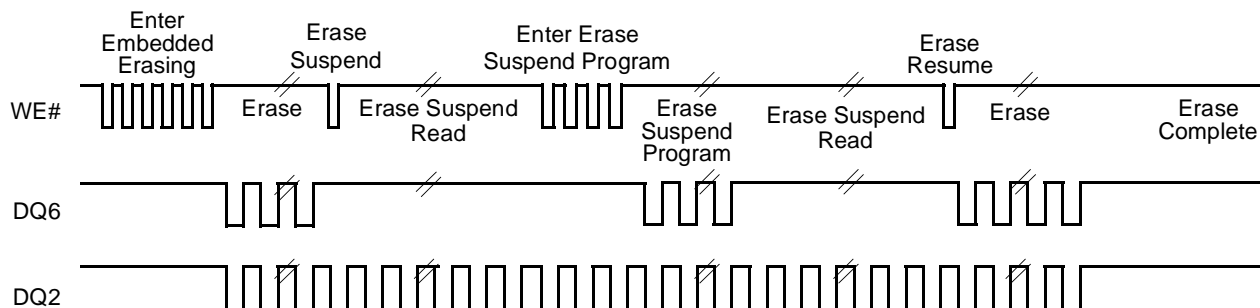 Enter
Embedded
Erasing
Erase
Suspend
Enter Erase
Suspend Program
Erase
Resume
WE#
Erase
Erase Suspend
Read
Erase
Suspend
Program
Erase Suspend
Read
Erase
Erase
Complete
DQ6
DQ2